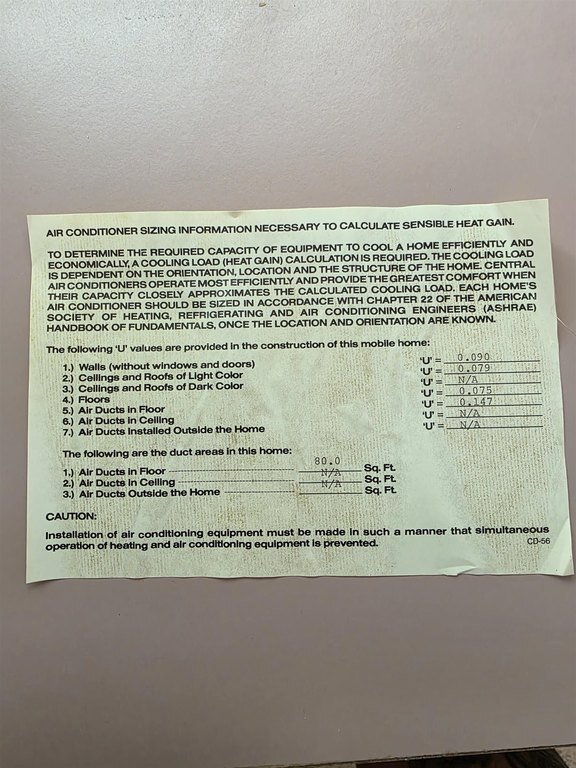 AIR CONDITIONER SIZING INFORMATION NECESSARY TO CALCULATE SENSIBLE HEAT GAIN.
TO DETERMINE THE REQUIRED CAPACITY OF EQUIPMENT TO COOL A HOME EFFICIENTLY AND
ECONOMICALLY, A COOLING LOAD (HEAT GAIN) CALCULATION IS REQUIRED. THE COOLING LOAD
IS DEPENDENT ON THE ORIENTATION, LOCATION AND THE STRUCTURE OF THE HOME. CENTRAL
AIR CONDITIONERS OPERATE MOST EFFICIENTLY AND PROVIDE THE GREATEST COMFORT WHEN
THEIR CAPACITY CLOSELY APPROXIMATES THE CALCULATED COOLING LOAD. EACH HOME'S
AIR CONDITIONER SHOULD BE SIZED IN ACCORDANCE WITH CHAPTER 22 OF THE AMERICAN
SOCIETY OF HEATING, REFRIGERATING AND AIR CONDITIONING ENGINEERS (ASHRAE)
HANDBOOK OF FUNDAMENTALS, ONCE THE LOCATION AND ORIENTATION ARE KNOWN.
The following 'U' values are provided in the construction of this mobile home:
1.) Walls (without windows and doors) 'U' = 0.090
2.) Ceilings and Roofs of Light Color 'U' = 0.079
3.) Ceilings and Roofs of Dark Color 'U' = N/A
4.) Floors 'U' = 0.075
5.) Air Ducts in Floor 'U' = 0.147
6.) Air Ducts in Ceiling 'U' = N/A
7.) Air Ducts Installed Outside the Home 'U' = N/A
The following are the duct areas in this home:
1.) Air Ducts in Floor 80.0 Sq. Ft.
2.) Air Ducts in Ceiling N/A Sq. Ft.
3.) Air Ducts Outside the Home N/A Sq. Ft.
CAUTION:
Installation of air conditioning equipment must be made in such a manner that simultaneous
operation of heating and air conditioning equipment is prevented. CD-56